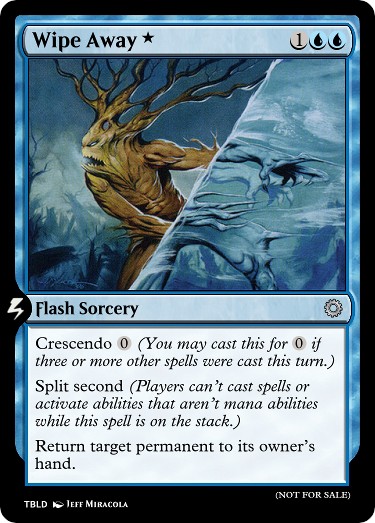 Wipe Away ★ 1
Flash Sorcery
Crescendo 0 (You may cast this for 0 if
three or more other spells were cast this turn.)
Split second (Players can't cast spells or
activate abilities that aren't mana abilities
while this spell is on the stack.)
Return target permanent to its owner's
hand.
(NOT FOR SALE)
TBLD JEFF MIRACOLA